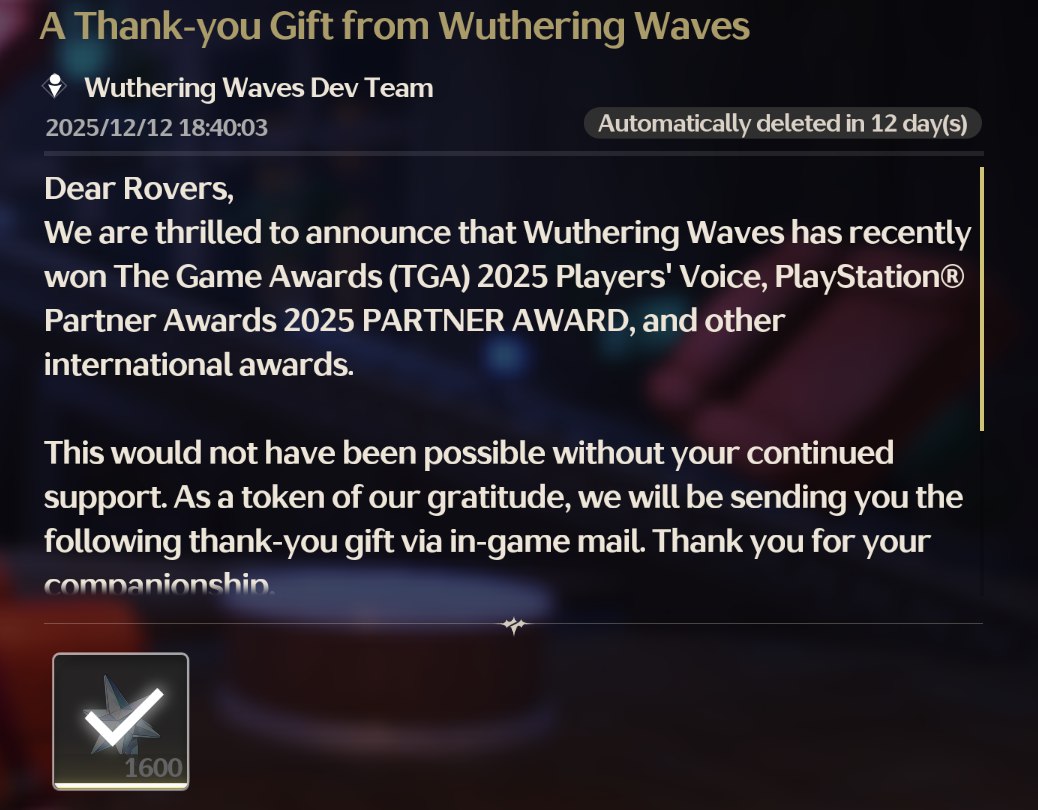 A Thank-you Gift from Wuthering Waves
Wuthering Waves Dev Team
2025/12/12 18:40:03
Automatically deleted in 12 day(s)
Dear Rovers,
We are thrilled to announce that Wuthering Waves has recently
won The Game Awards (TGA) 2025 Players' Voice, PlayStation®
Partner Awards 2025 PARTNER AWARD, and other
international awards.
This would not have been possible without your continued
support. As a token of our gratitude, we will be sending you the
following thank-you gift via in-game mail. Thank you for your
companionship.
1600